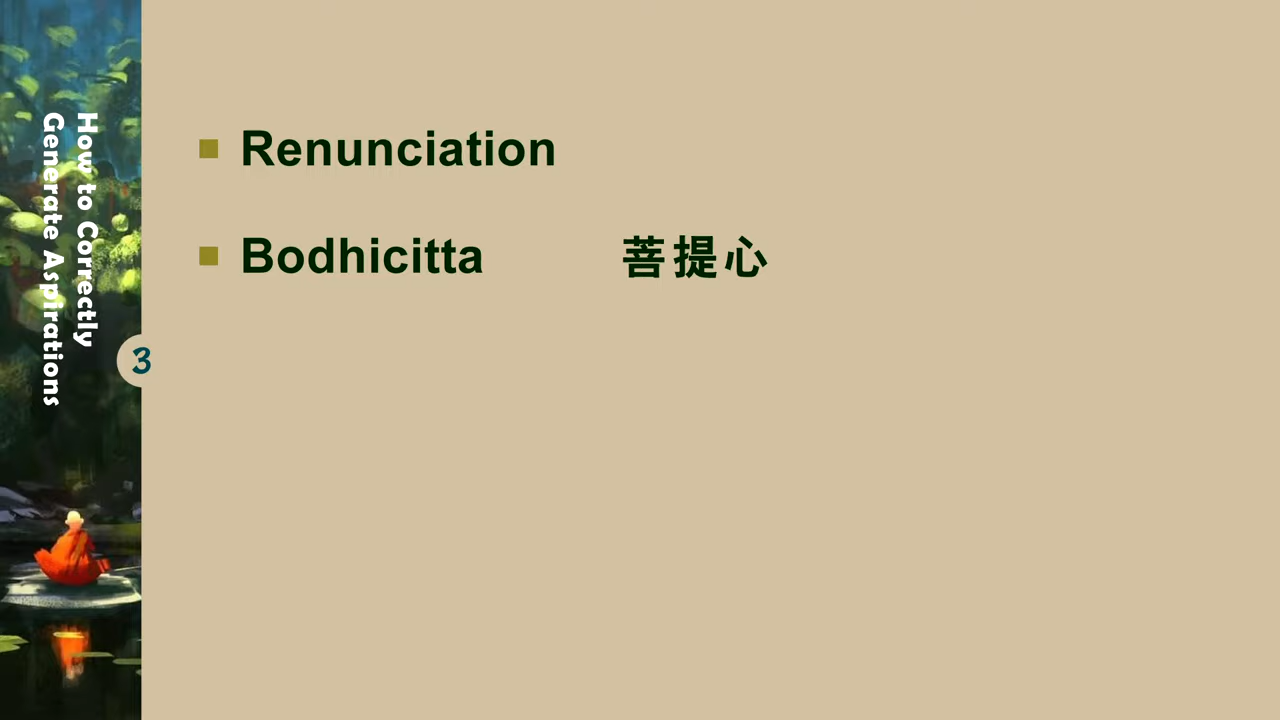 How to Correctly
Generate Aspirations
3
Renunciation
Bodhicitta 菩提心